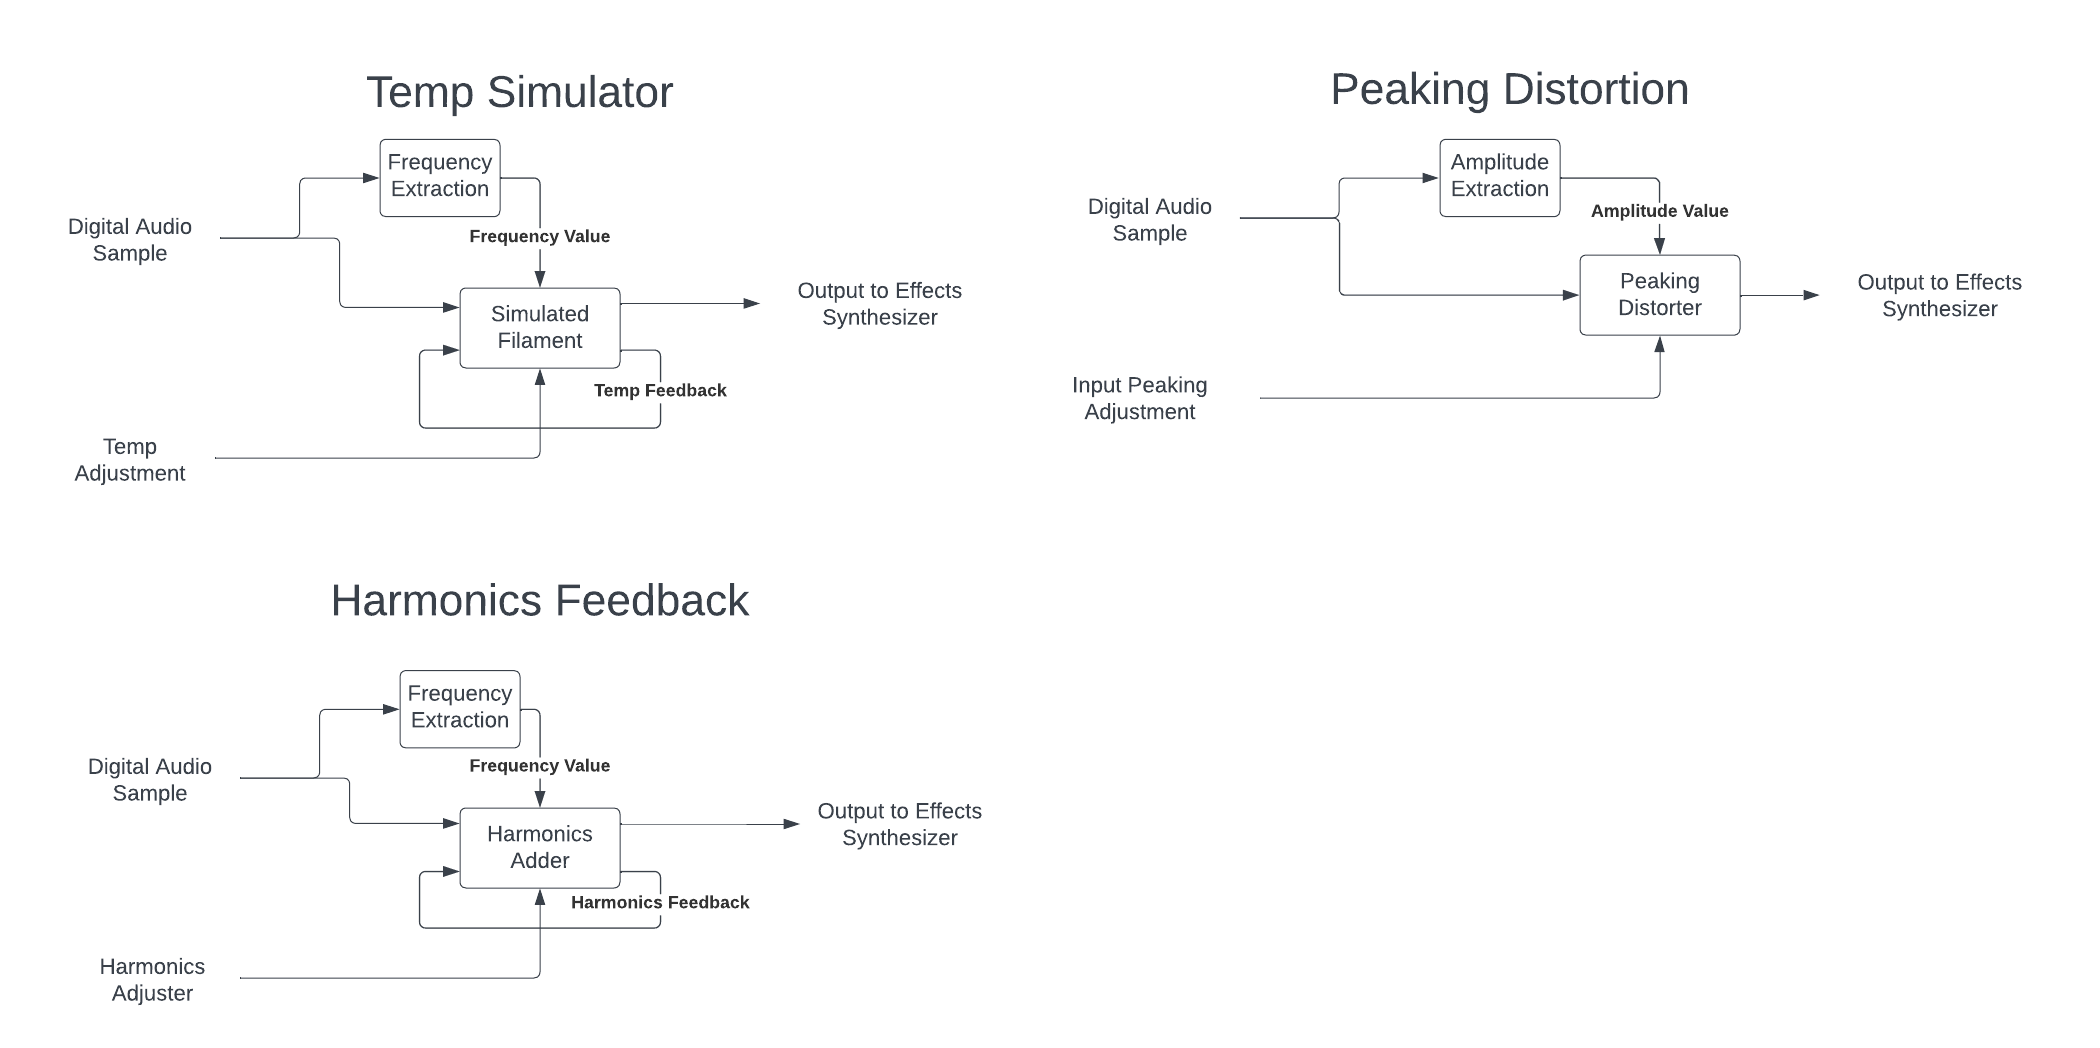 Temp Simulator
Frequency
Extraction
Digital Audio
Sample
Frequency Value
Simulated
Filament
Output to Effects
Synthesizer
Temp Feedback
Temp
Adjustment
Peaking Distortion
Amplitude
Extraction
Digital Audio
Sample
Amplitude Value
Peaking
Distorter
Output to Effects
Synthesizer
Input Peaking
Adjustment
Harmonics Feedback
Frequency
Extraction
Digital Audio
Sample
Frequency Value
Harmonics
Adder
Output to Effects
Synthesizer
Harmonics Feedback
Harmonics
Adjuster